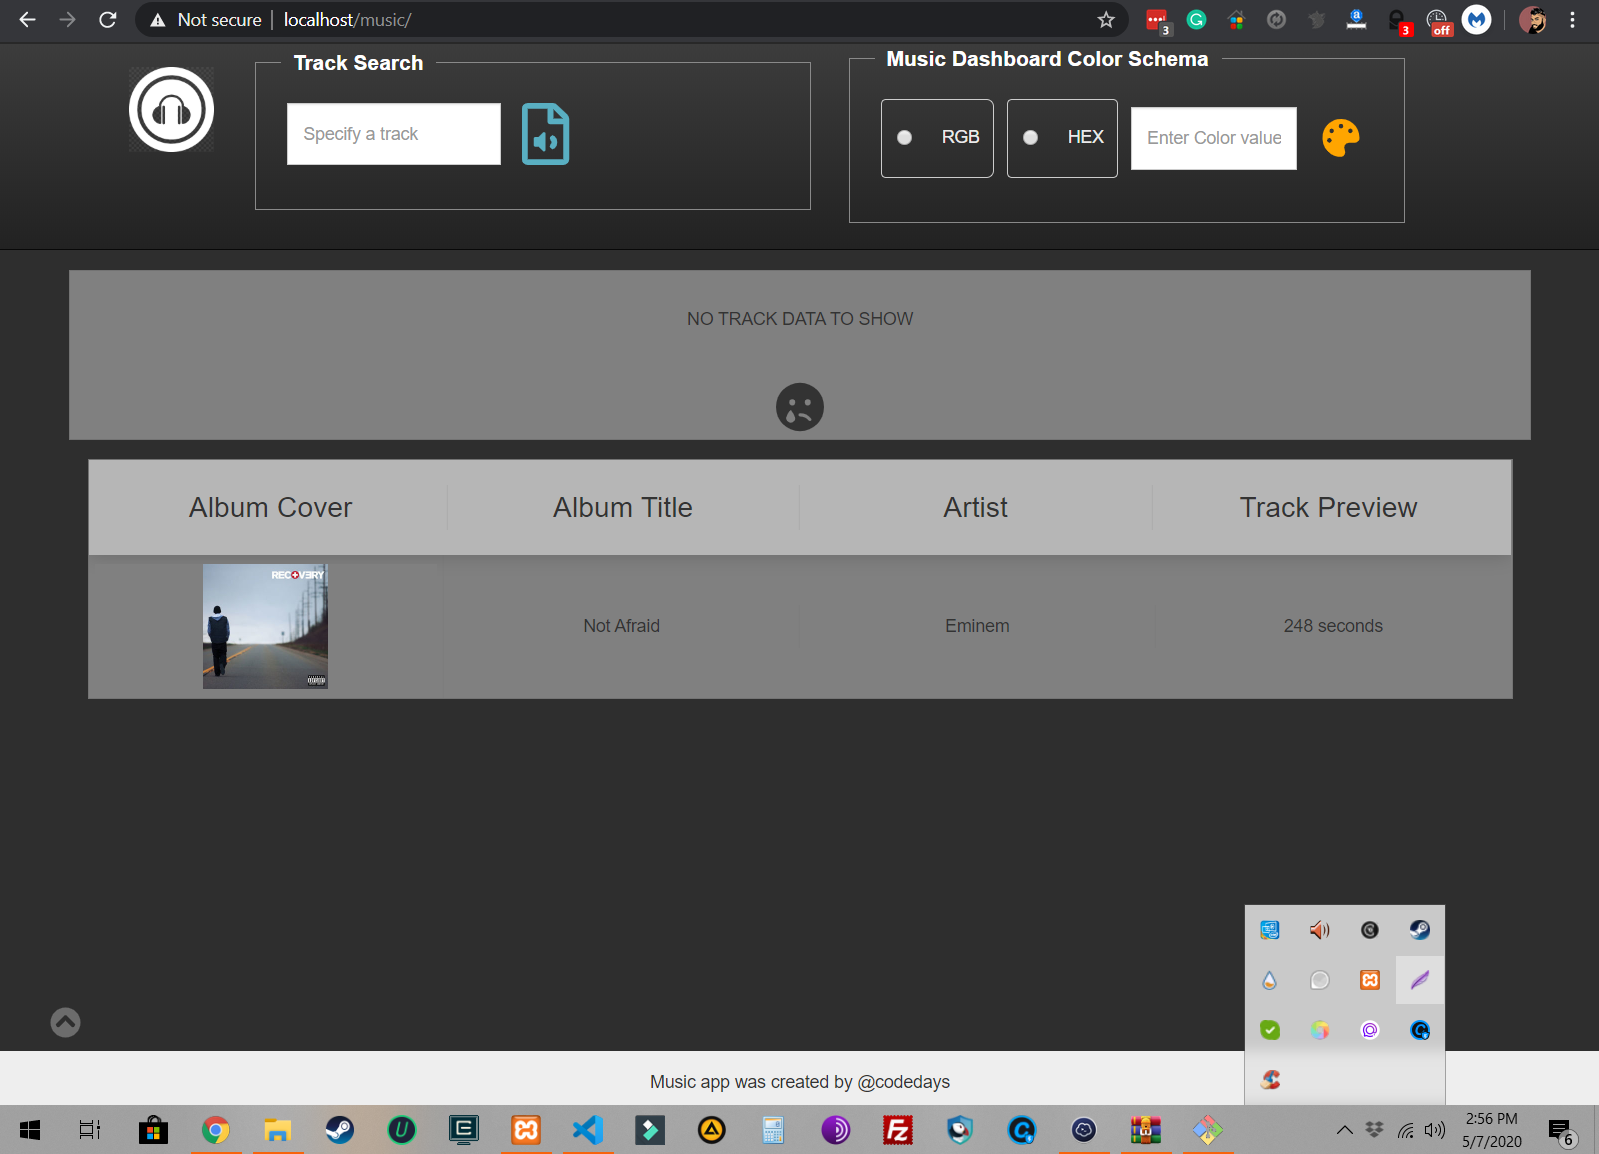 Not secure | localhost/music/
3
3
off
Track Search
Specify a track
Music Dashboard Color Schema
RGB
HEX
Enter Color value
NO TRACK DATA TO SHOW
Album Cover
Album Title
Artist
Track Preview
RECOVERY
Not Afraid
Eminem
248 seconds
Music app was created by @codedays
2:56 PM
5/7/2020
6